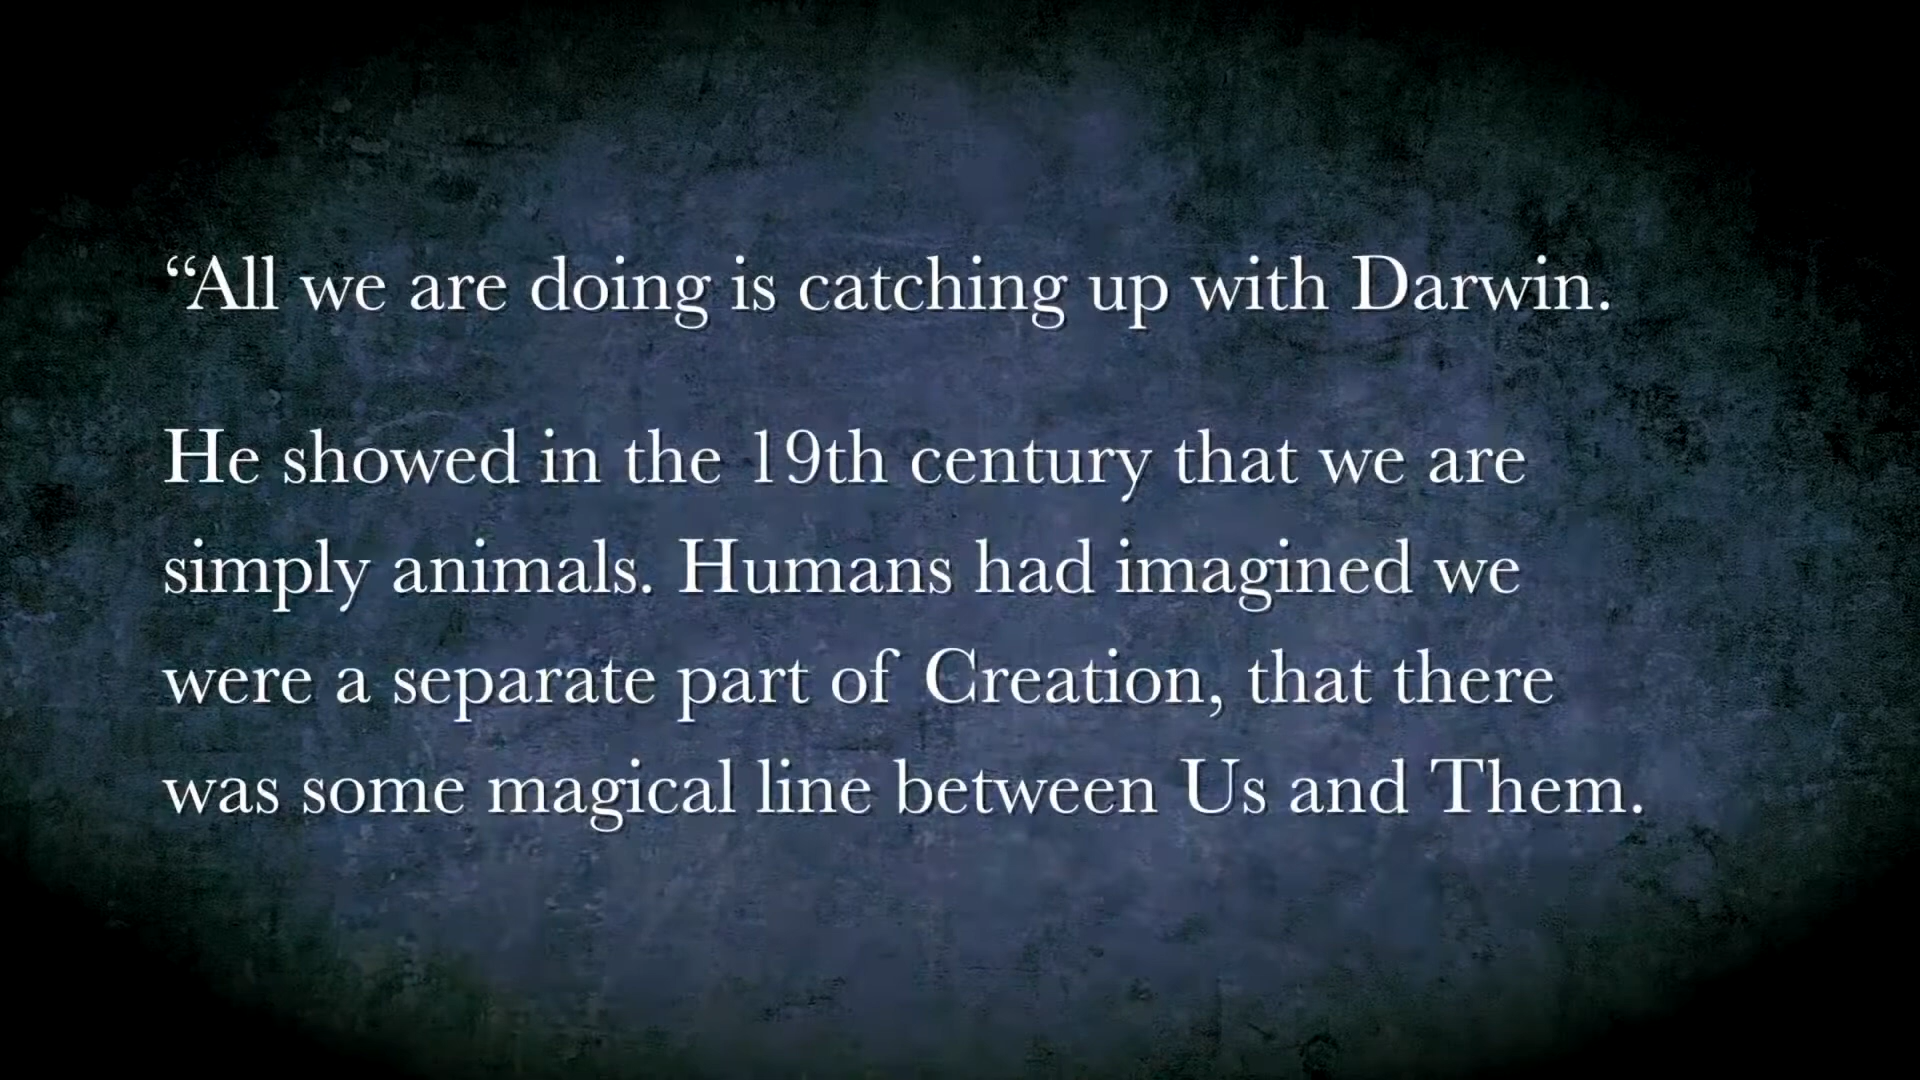 “All we are doing is catching up with Darwin.
He showed in the 19th century that we are
simply animals. Humans had imagined we
were a separate part of Creation, that there
was some magical line between Us and Them.